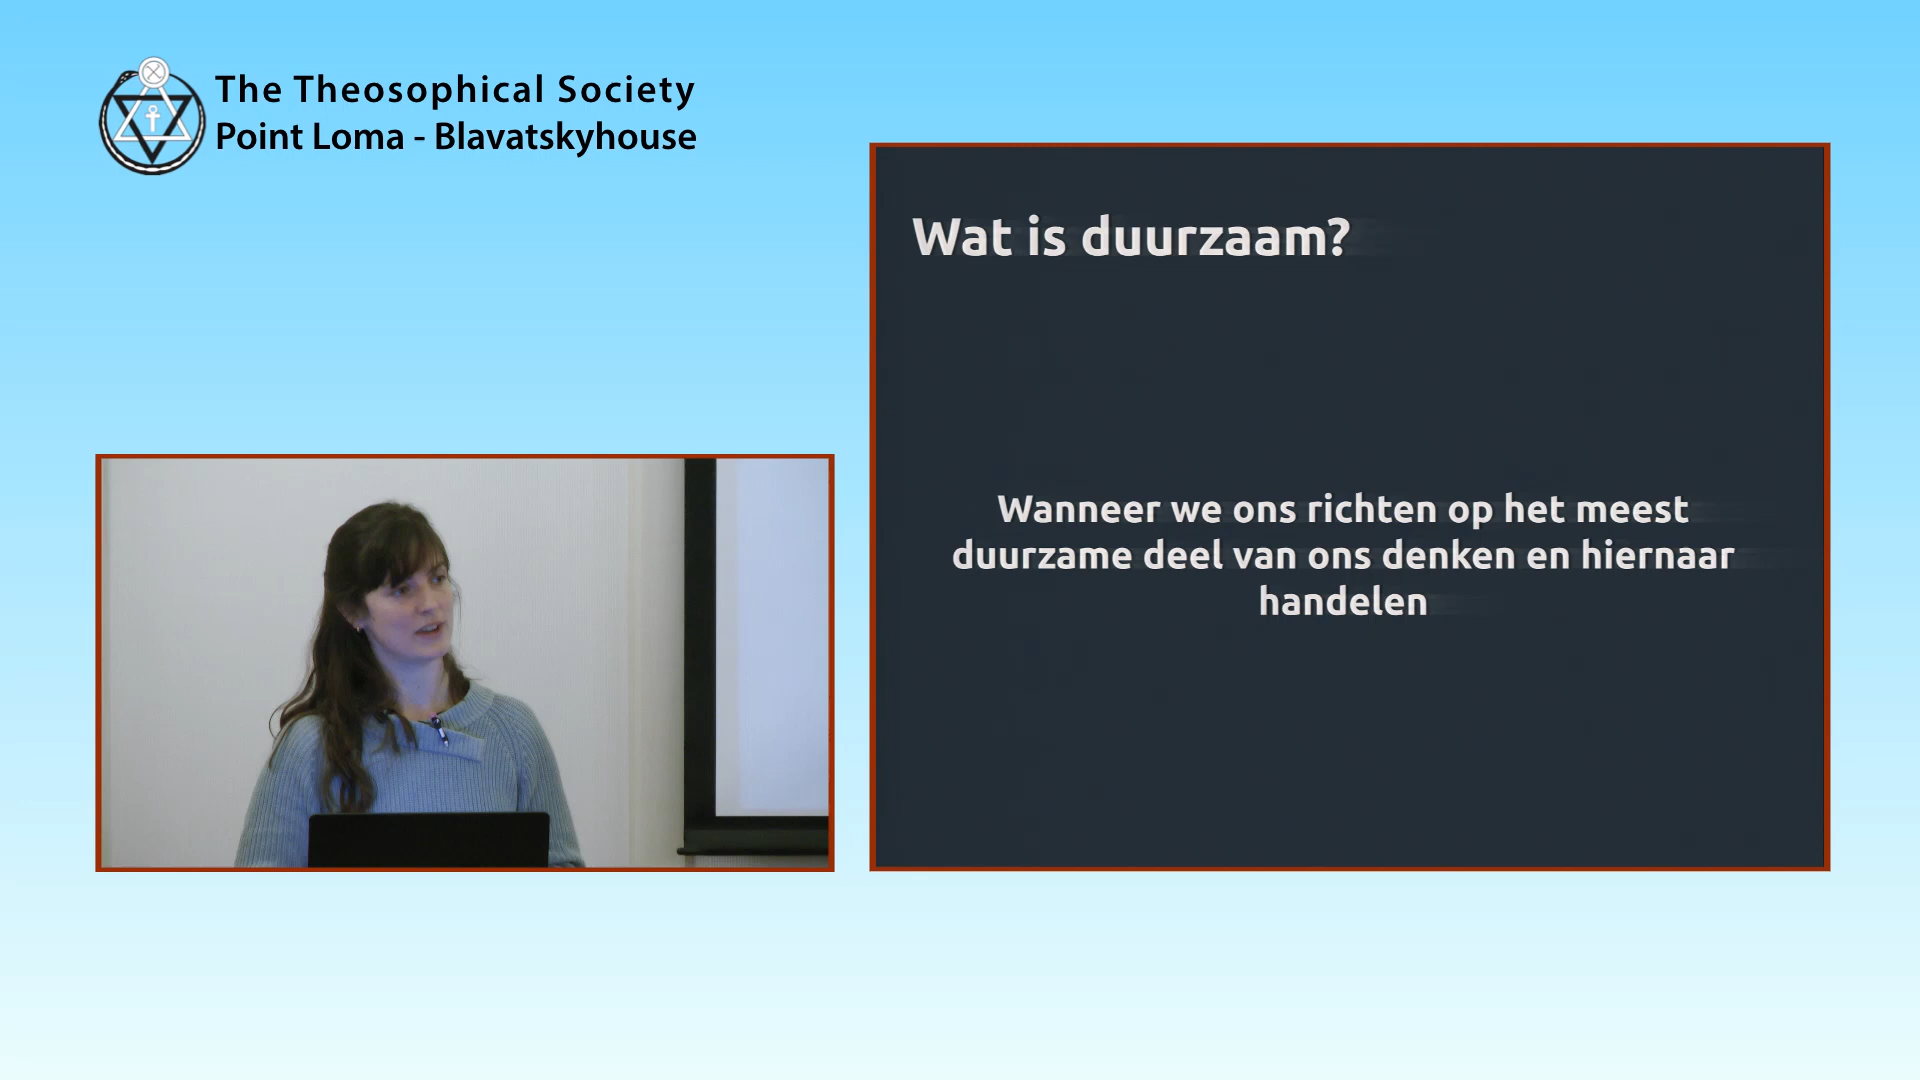 The Theosophical Society
Point Loma - Blavatskyhouse
Wat is duurzaam?
Wanneer we ons richten op het meest
duurzame deel van ons denken en hiernaar
handelen